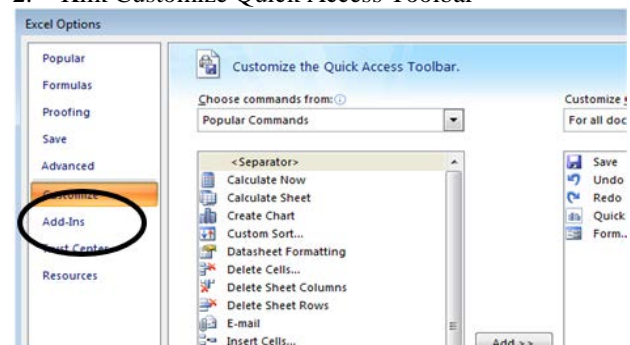 2. Klik Customize Quick Access Toolbar
Excel Options
Popular
Formulas
Proofing
Save
Advanced
Customize
Add-Ins
Trust Center
Resources
Customize the Quick Access Toolbar.
Choose commands from:
Popular Commands
<Separator>
Calculate Now
Calculate Sheet
Create Chart
Custom Sort...
Datasheet Formatting
Delete Cells...
Delete Sheet Columns
Delete Sheet Rows
E-mail
Insert Cells...
Add >>
Customize
For all doc
Save
Undo
Redo
Quick
Form..